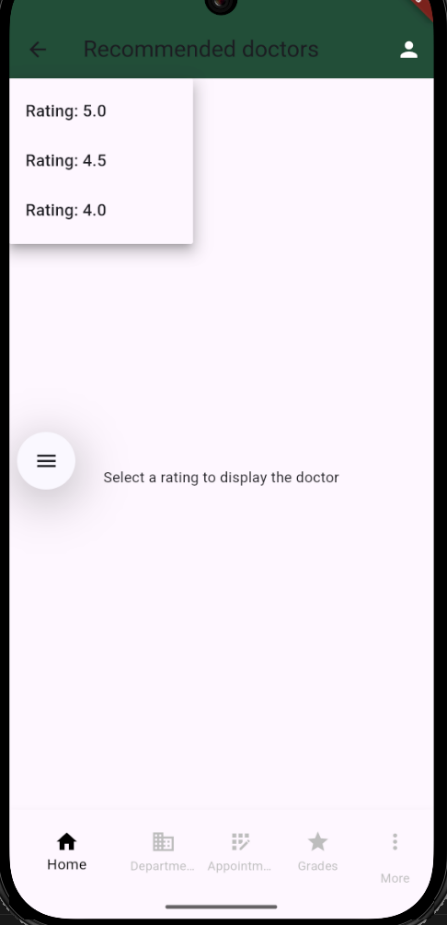 Recommended doctors
Rating: 5.0
Rating: 4.5
Rating: 4.0
Select a rating to display the doctor
Home
Departme...
Appointm...
Grades
More